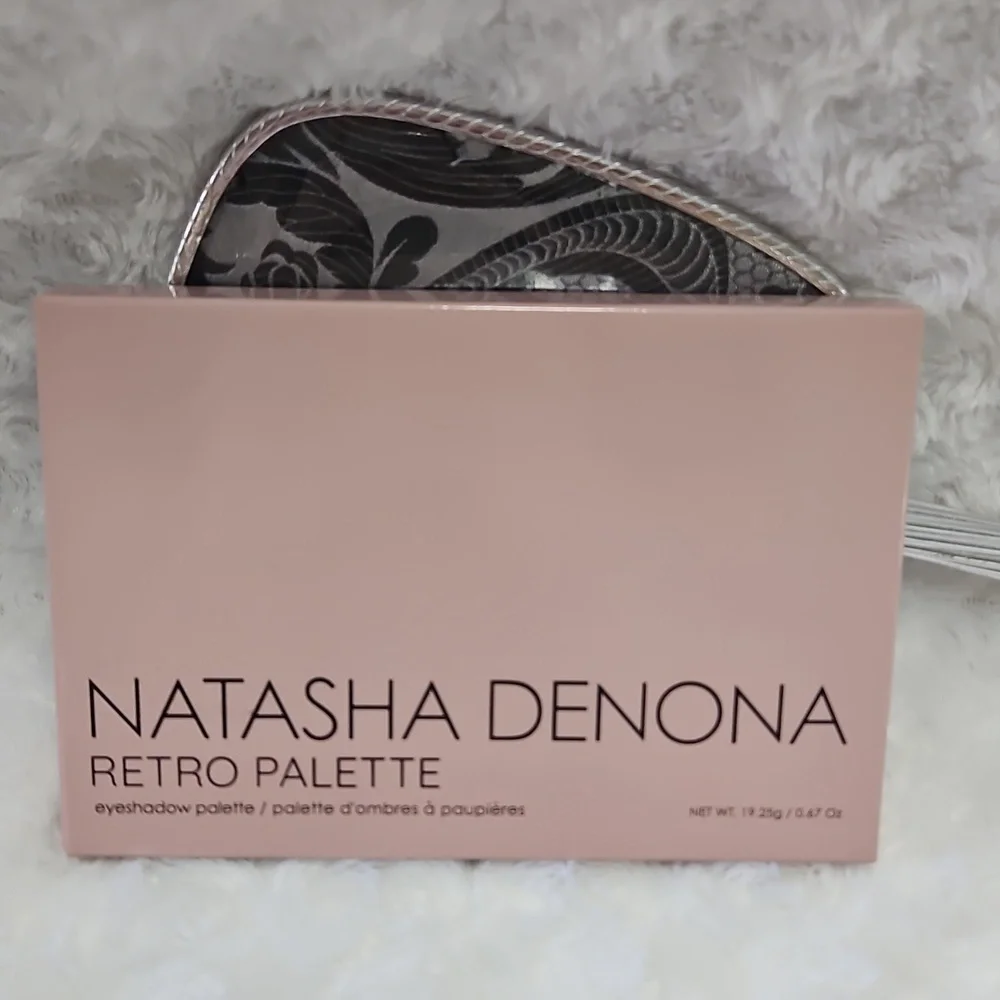 NATASHA DENONA
RETRO PALETTE
eyeshadow palette / palette d'ombres à paupières
NET WT. 19.25g / 0.67 Oz